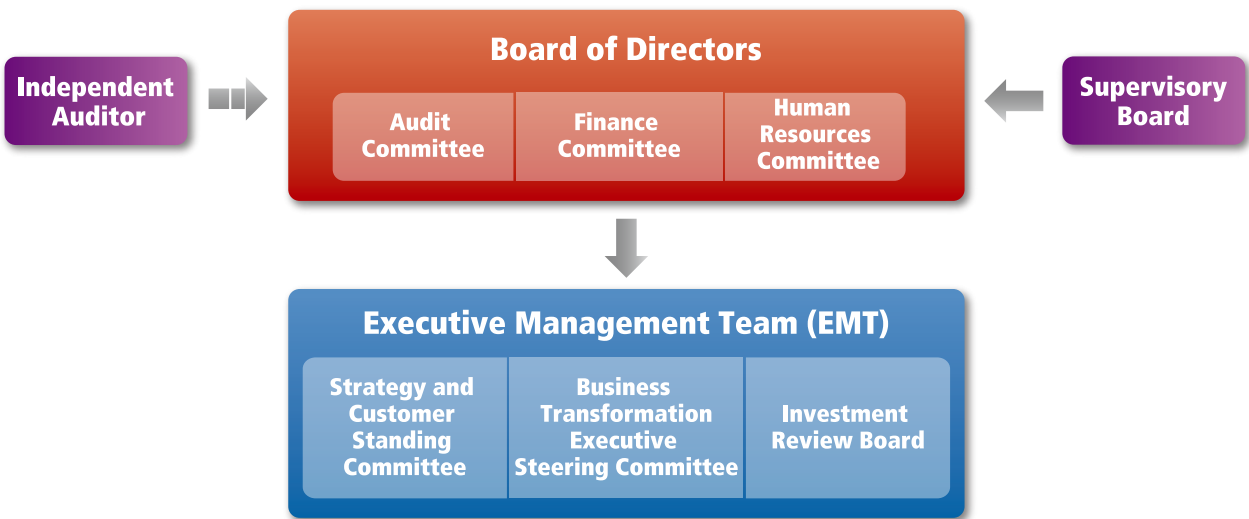 Board of Directors
Independent
Auditor
Supervisory
Board
Audit
Committee
Finance
Committee
Human
Resources
Committee
Executive Management Team (EMT)
Strategy and
Customer
Standing
Committee
Business
Transformation
Executive
Steering Committee
Investment
Review Board